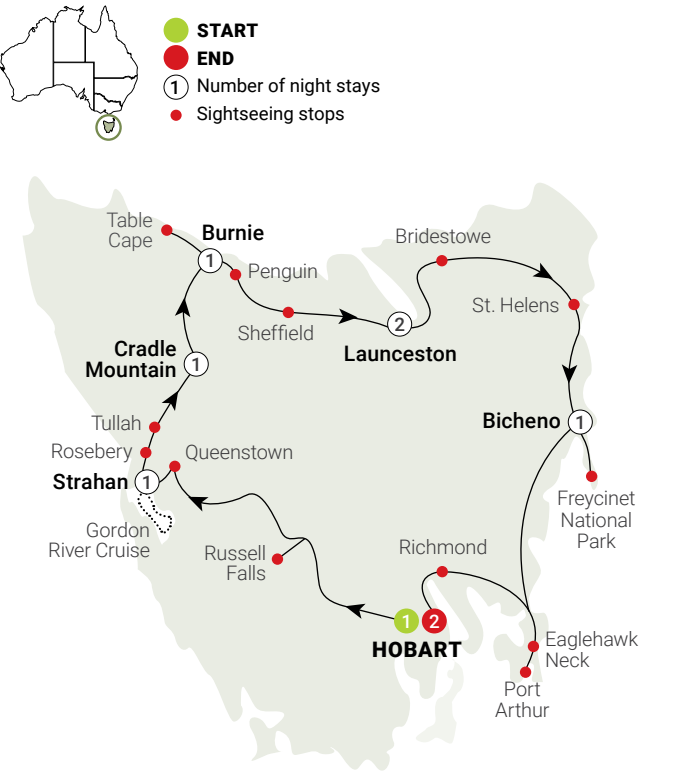 START
END
1 Number of night stays
Sightseeing stops
Table
Cape
Burnie
1
Penguin
Sheffield
Bridestowe
St. Helens
2
Launceston
Cradle
Mountain
1
Tullah
Rosebery
Queenstown
Strahan
1
Gordon
River Cruise
Bicheno
1
Freycinet
National
Park
Russell
Falls
Richmond
1
2
HOBART
Eaglehawk
Neck
Port
Arthur